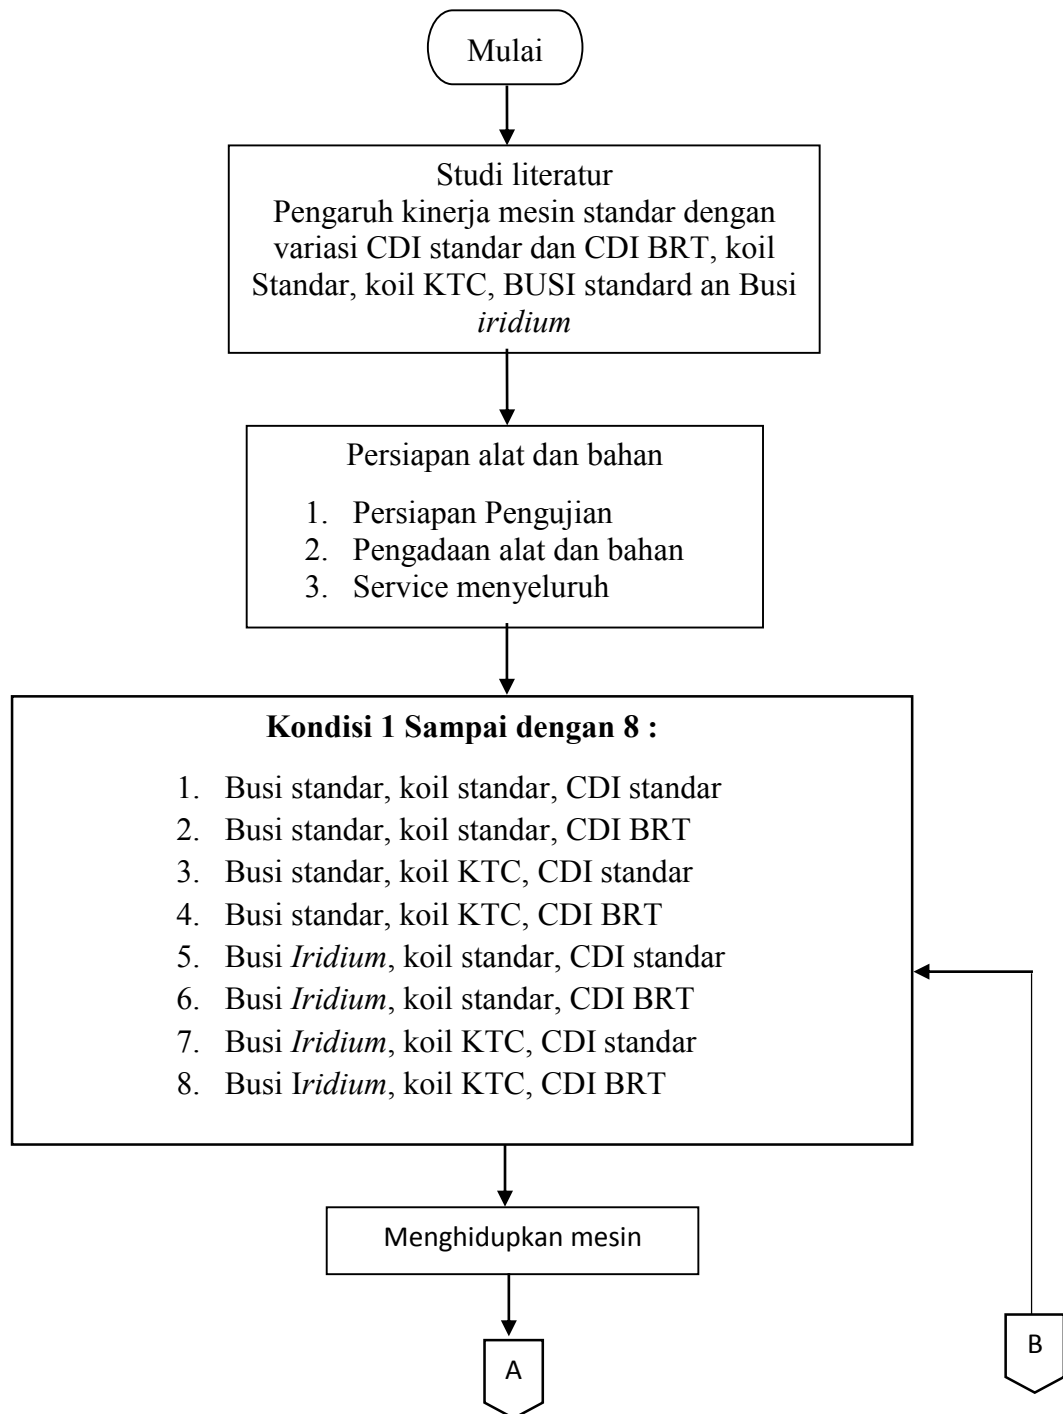 Mulai
Studi literatur
Pengaruh kinerja mesin standar dengan
variasi CDI standar dan CDI BRT, koil
Standar, koil KTC, BUSI standard an Busi
iridium
Persiapan alat dan bahan
1. Persiapan Pengujian
2. Pengadaan alat dan bahan
3. Service menyeluruh
Kondisi 1 Sampai dengan 8 :
1. Busi standar, koil standar, CDI standar
2. Busi standar, koil standar, CDI BRT
3. Busi standar, koil KTC, CDI standar
4. Busi standar, koil KTC, CDI BRT
5. Busi Iridium, koil standar, CDI standar
6. Busi Iridium, koil standar, CDI BRT
7. Busi Iridium, koil KTC, CDI standar
8. Busi Iridium, koil KTC, CDI BRT
Menghidupkan mesin
A
B